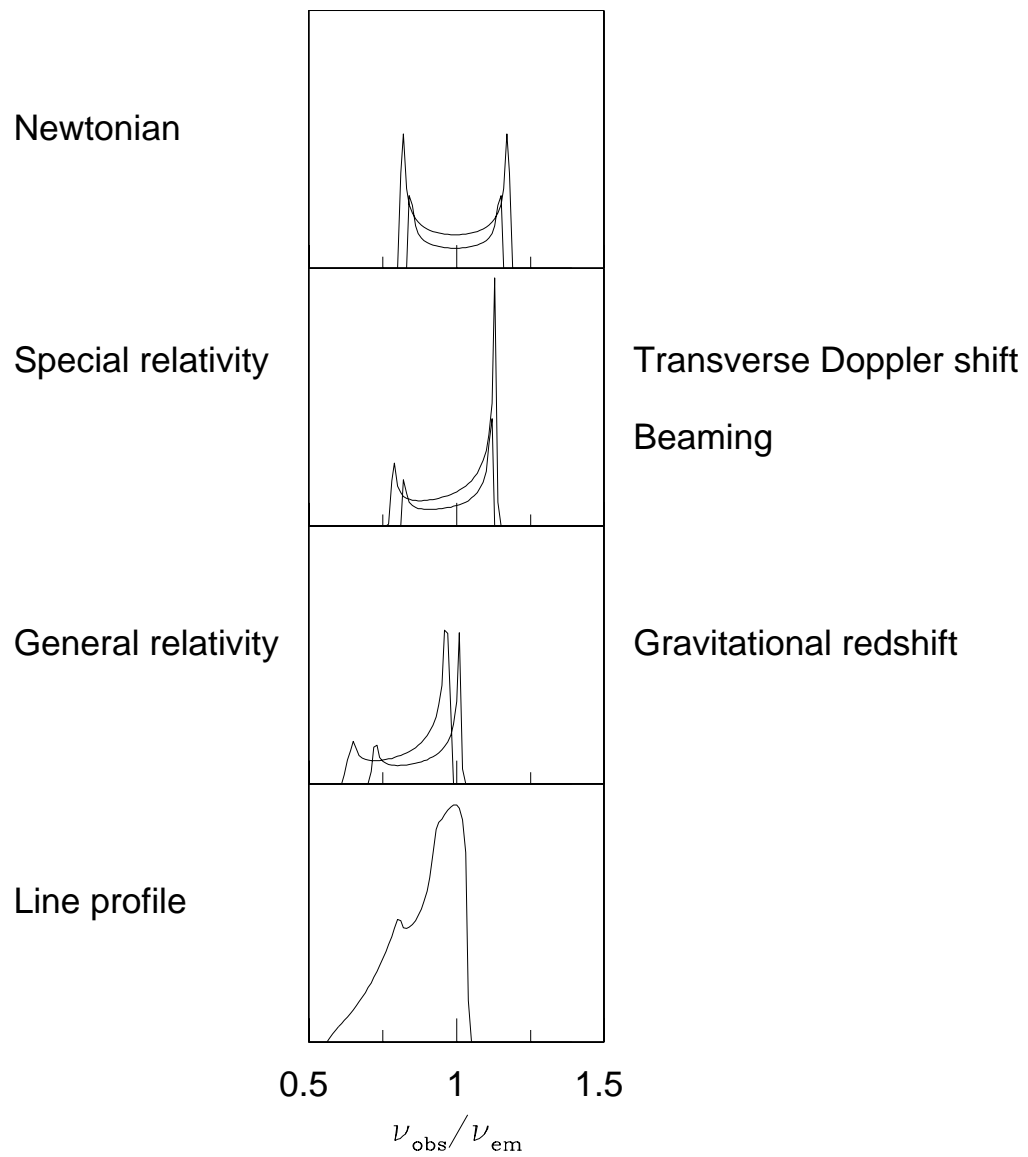 Newtonian
Special relativity
Transverse Doppler shift
Beaming
General relativity
Gravitational redshift
Line profile
0.5 1 1.5
ν_obs/ν_em